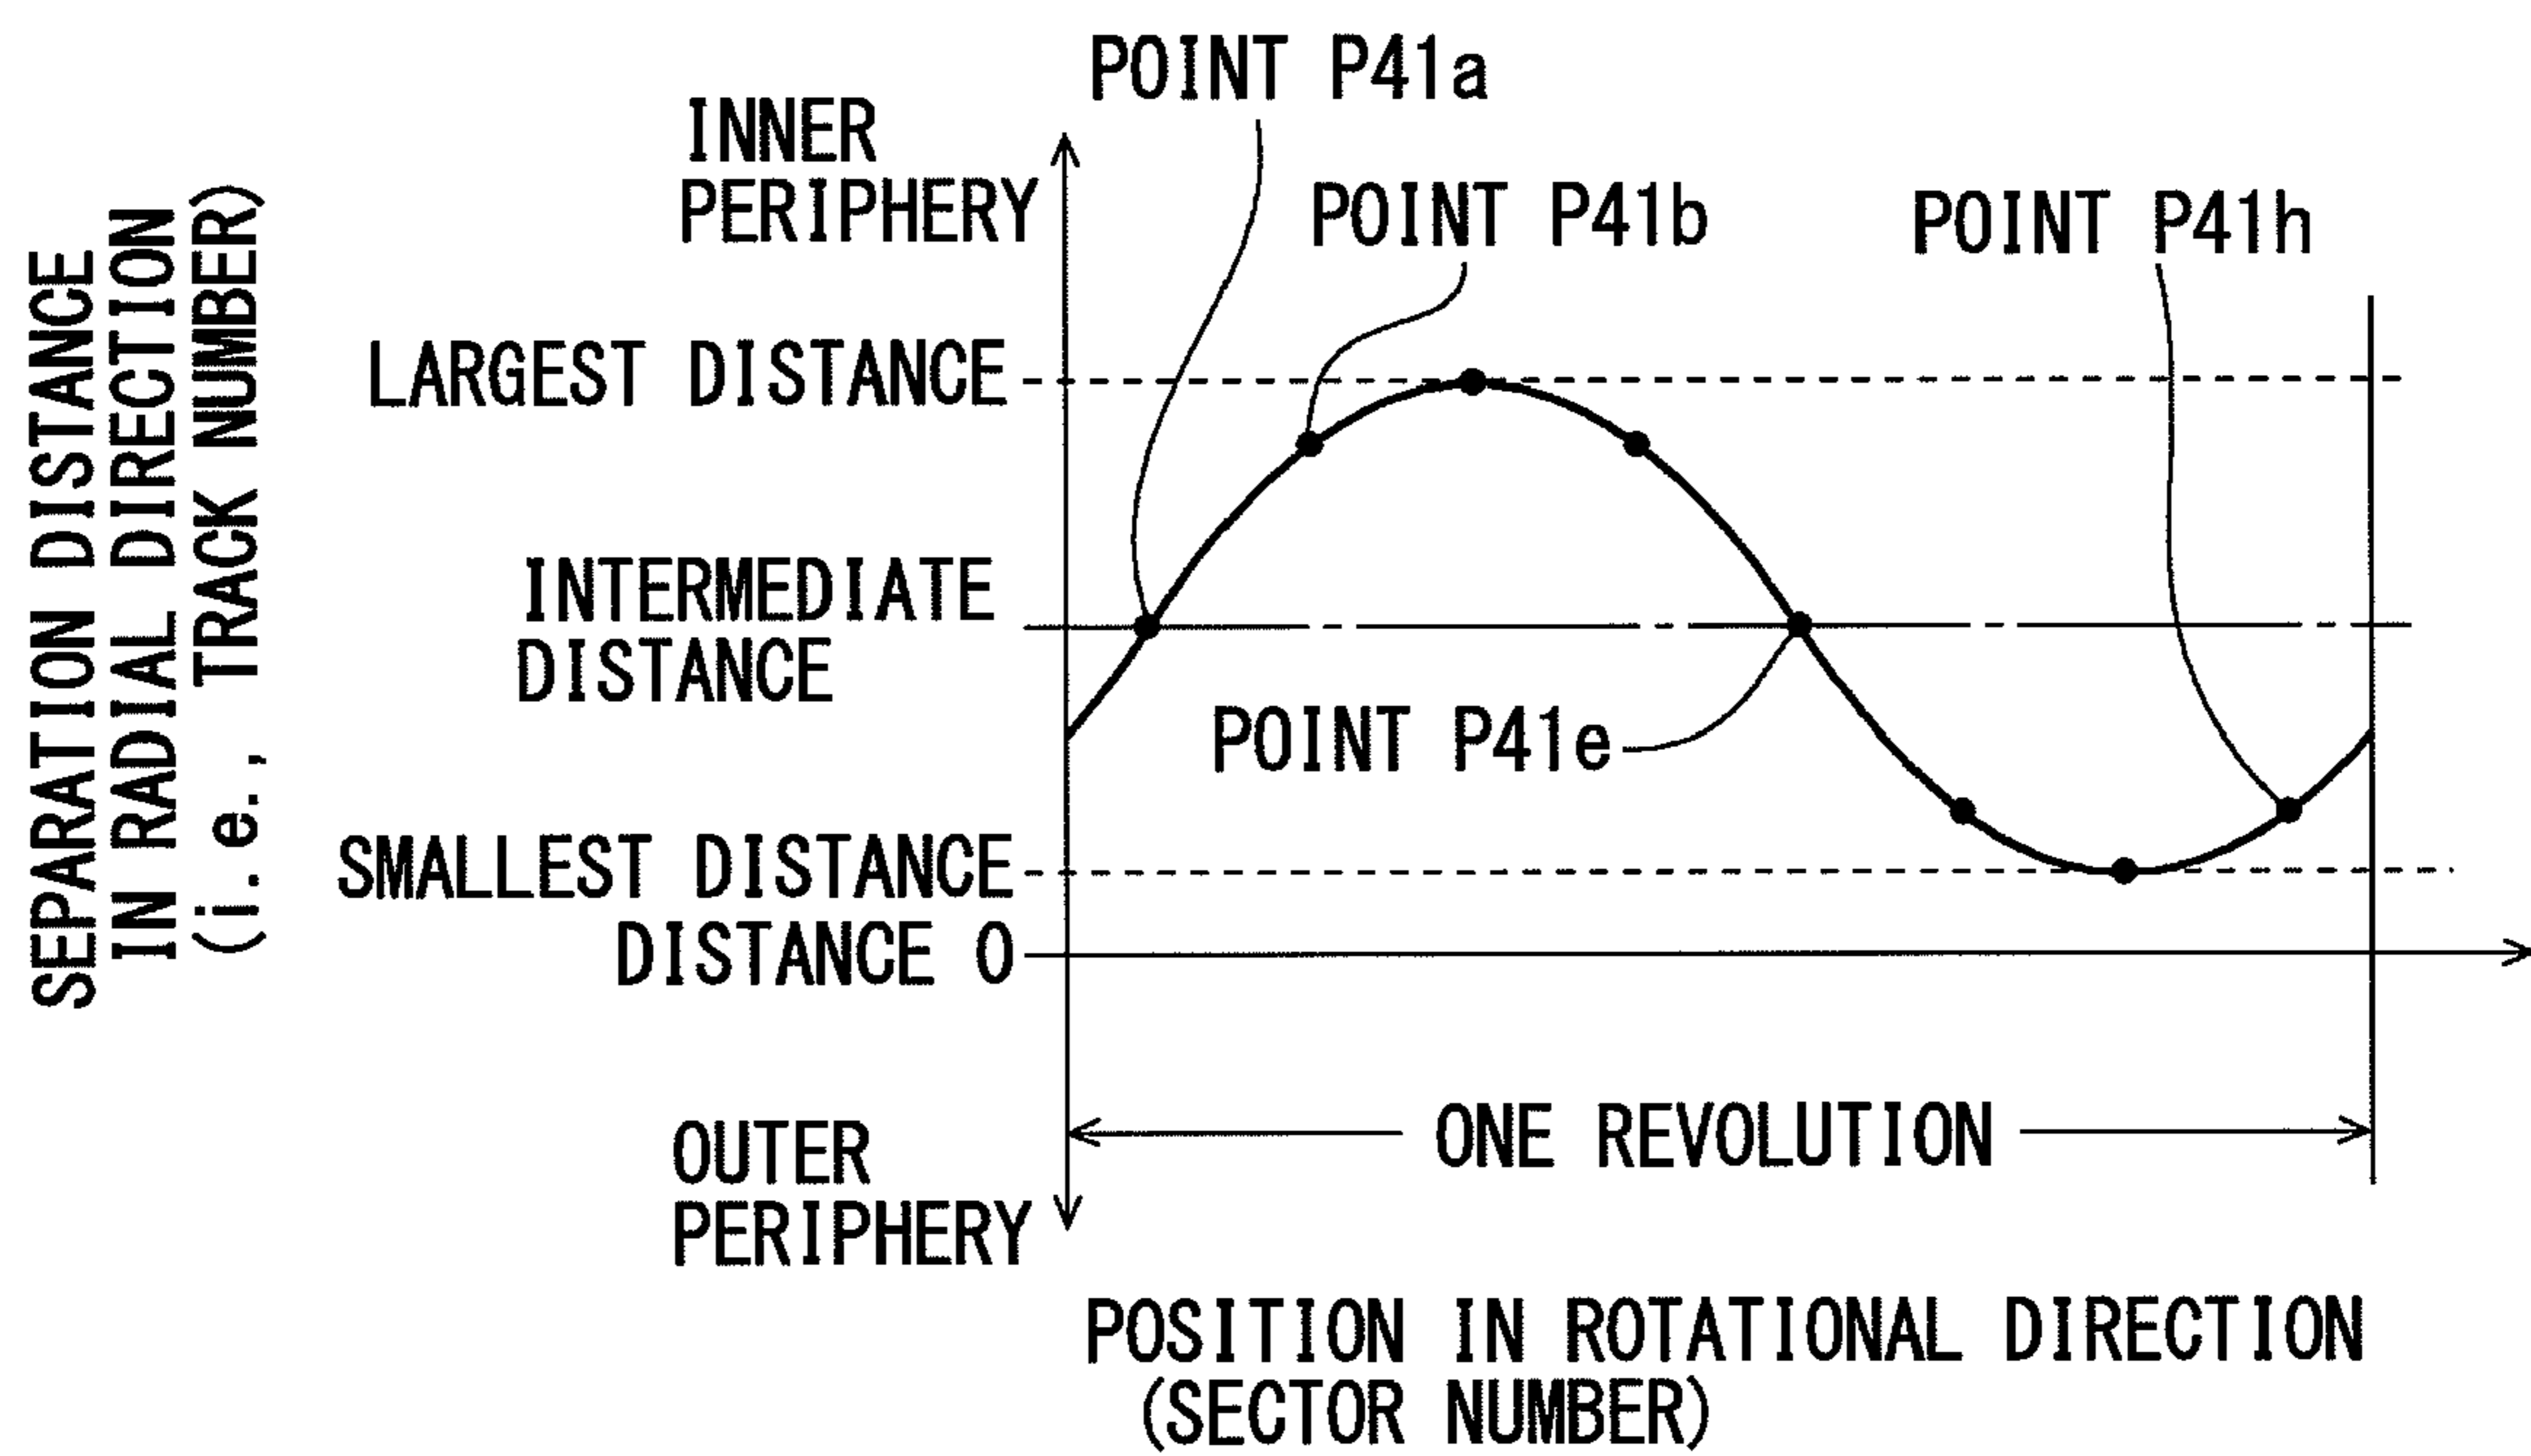 SEPARATION DISTANCE
IN RADIAL DIRECTION
(i.e., TRACK NUMBER)
INNER
PERIPHERY
POINT P41a
POINT P41b
POINT P41h
LARGEST DISTANCE
INTERMEDIATE
DISTANCE
POINT P41e
SMALLEST DISTANCE
DISTANCE 0
ONE REVOLUTION
OUTER
PERIPHERY
POSITION IN ROTATIONAL DIRECTION
(SECTOR NUMBER)